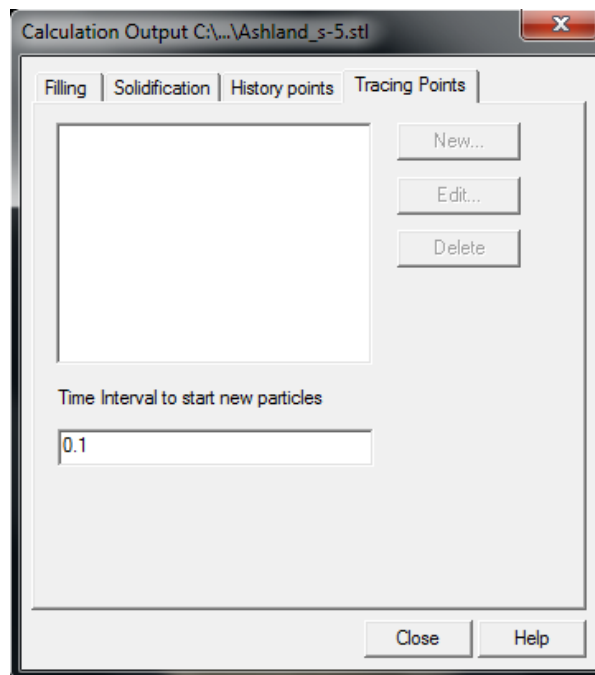 Calculation Output C:\...\Ashland_s-5.stl
Filling Solidification History points Tracing Points
New...
Edit...
Delete
Time Interval to start new particles
0.1
Close Help